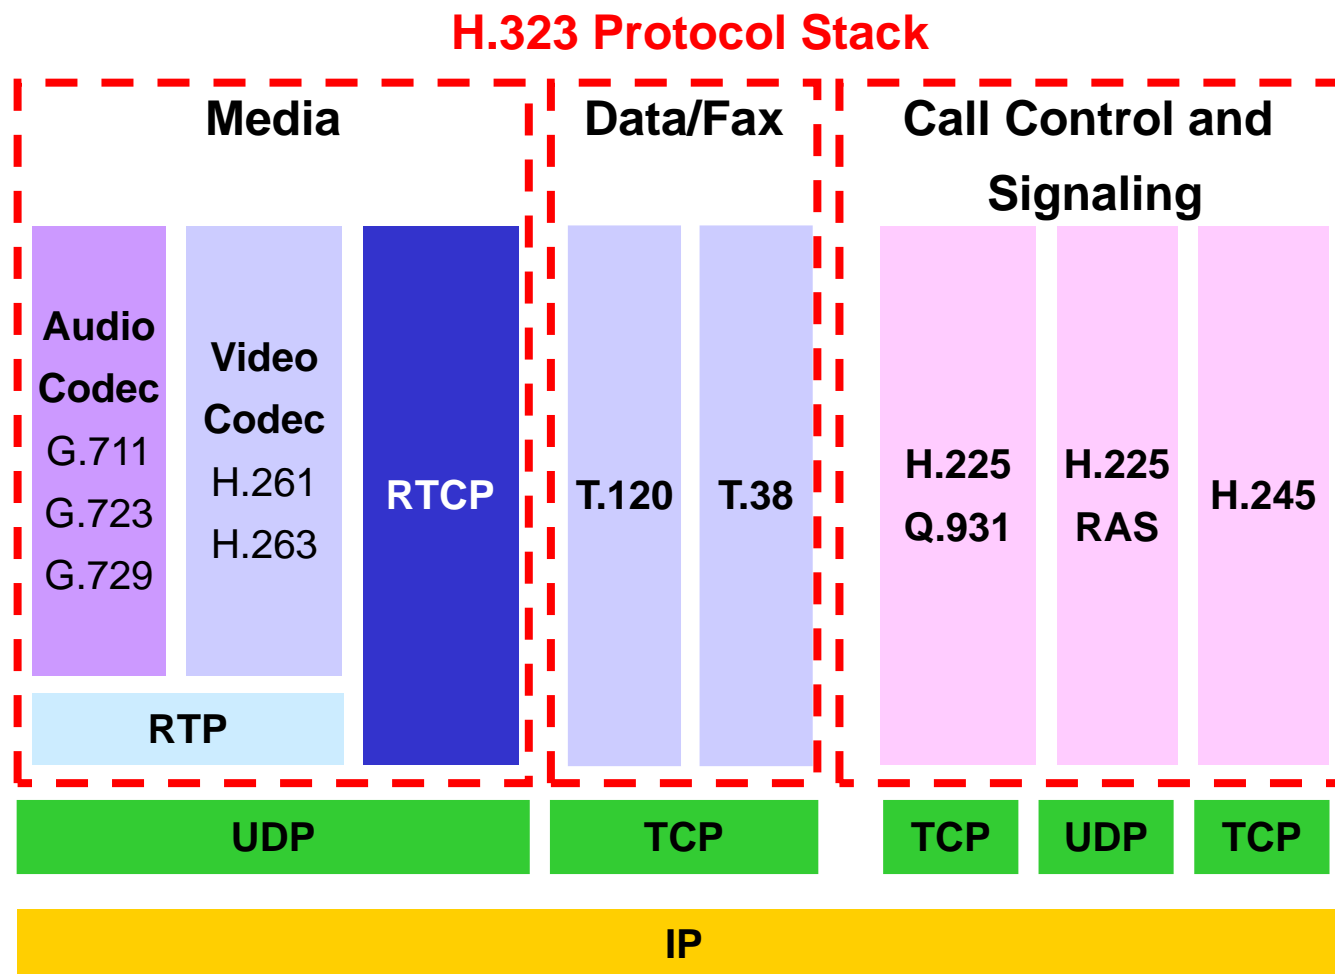 H.323 Protocol Stack
Media
Data/Fax
Call Control and
Signaling
Audio
Codec
G.711
G.723
G.729
Video
Codec
H.261
H.263
RTCP
RTP
T.120
T.38
H.225
Q.931
H.225
RAS
H.245
UDP
TCP
TCP
UDP
TCP
IP